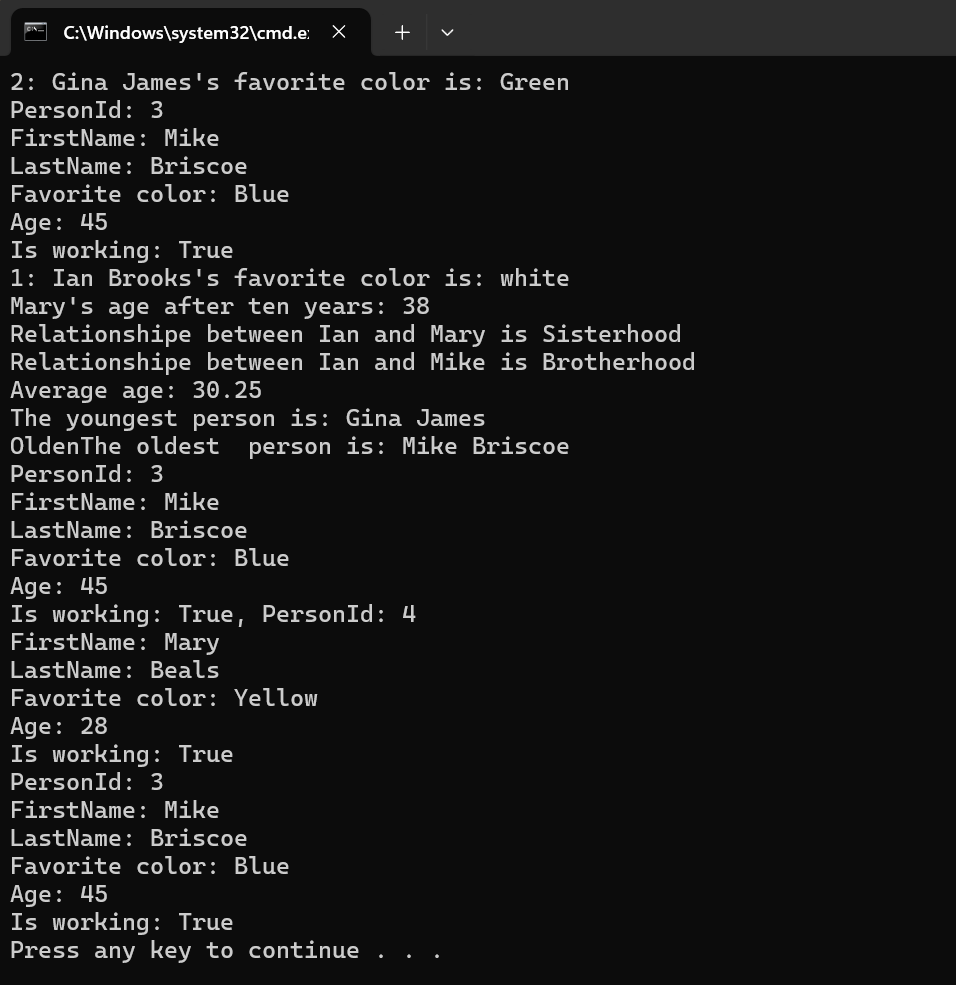 C:\Windows\system32\cmd.e
2: Gina James's favorite color is: Green
PersonId: 3
FirstName: Mike
LastName: Briscoe
Favorite color: Blue
Age: 45
Is working: True
1: Ian Brooks's favorite color is: white
Mary's age after ten years: 38
Relationshipe between Ian and Mary is Sisterhood
Relationshipe between Ian and Mike is Brotherhood
Average age: 30.25
The youngest person is: Gina James
OldenThe oldest  person is: Mike Briscoe
PersonId: 3
FirstName: Mike
LastName: Briscoe
Favorite color: Blue
Age: 45
Is working: True, PersonId: 4
FirstName: Mary
LastName: Beals
Favorite color: Yellow
Age: 28
Is working: True
PersonId: 3
FirstName: Mike
LastName: Briscoe
Favorite color: Blue
Age: 45
Is working: True
Press any key to continue . . .